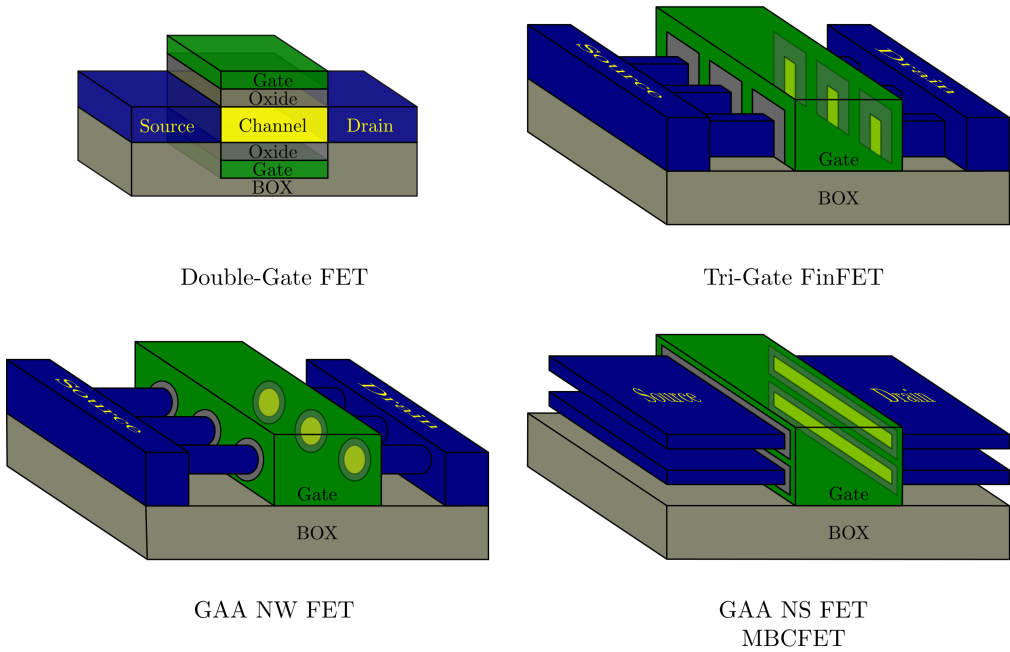 Gate
Oxide
Source
Channel
Drain
Oxide
Gate
BOX
Double-Gate FET
Source
Drain
Gate
BOX
Tri-Gate FinFET
Source
Drain
Gate
BOX
GAA NW FET
Source
Drain
Gate
BOX
GAA NS FET
MBCFET